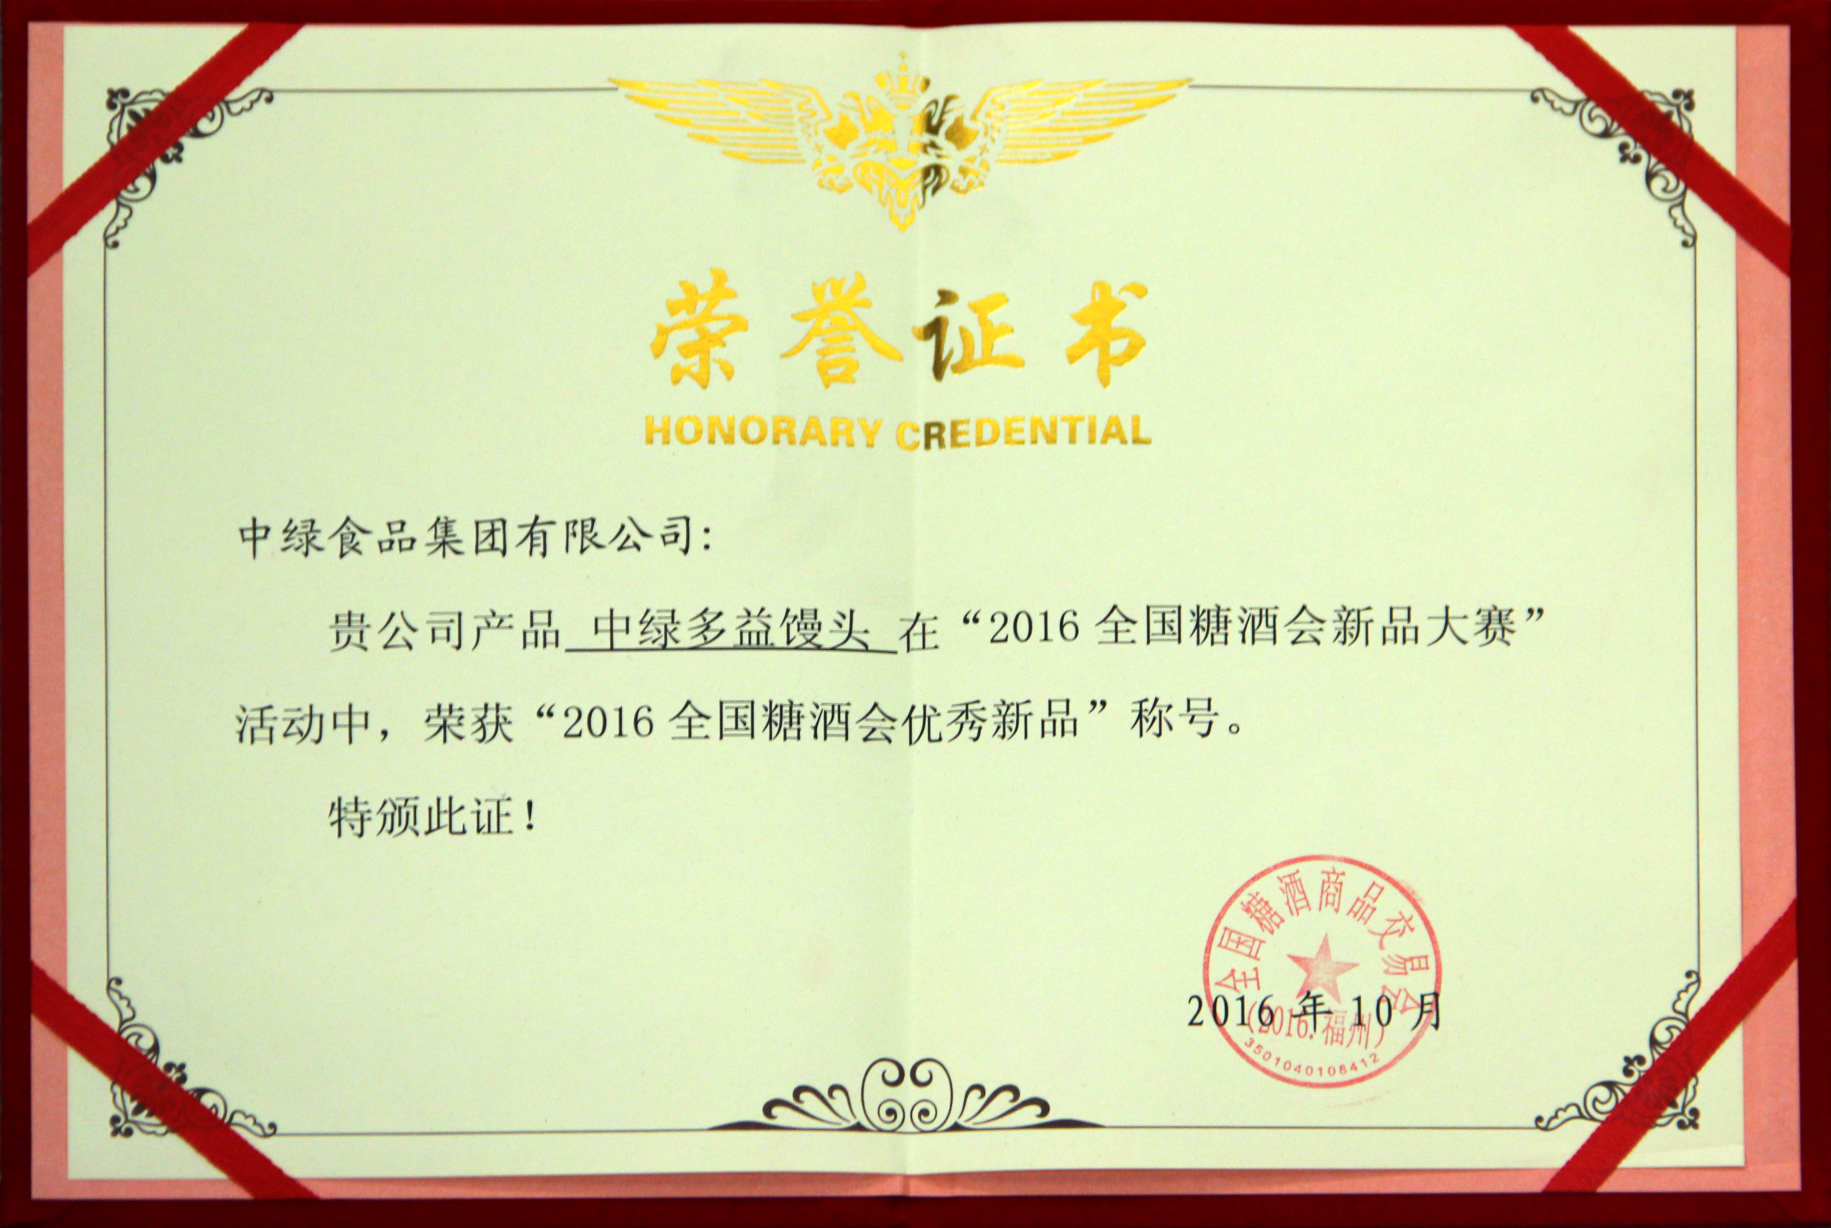 荣誉证书
HONORARY CREDENTIAL
中绿食品集团有限公司：
贵公司产品 中绿多益馒头 在“2016 全国糖酒会新品大赛”
活动中，荣获“2016 全国糖酒会优秀新品”称号。
特颁此证！
全国糖酒商品交易会
2016 年 10 月
（2016.福州）
3501040108412